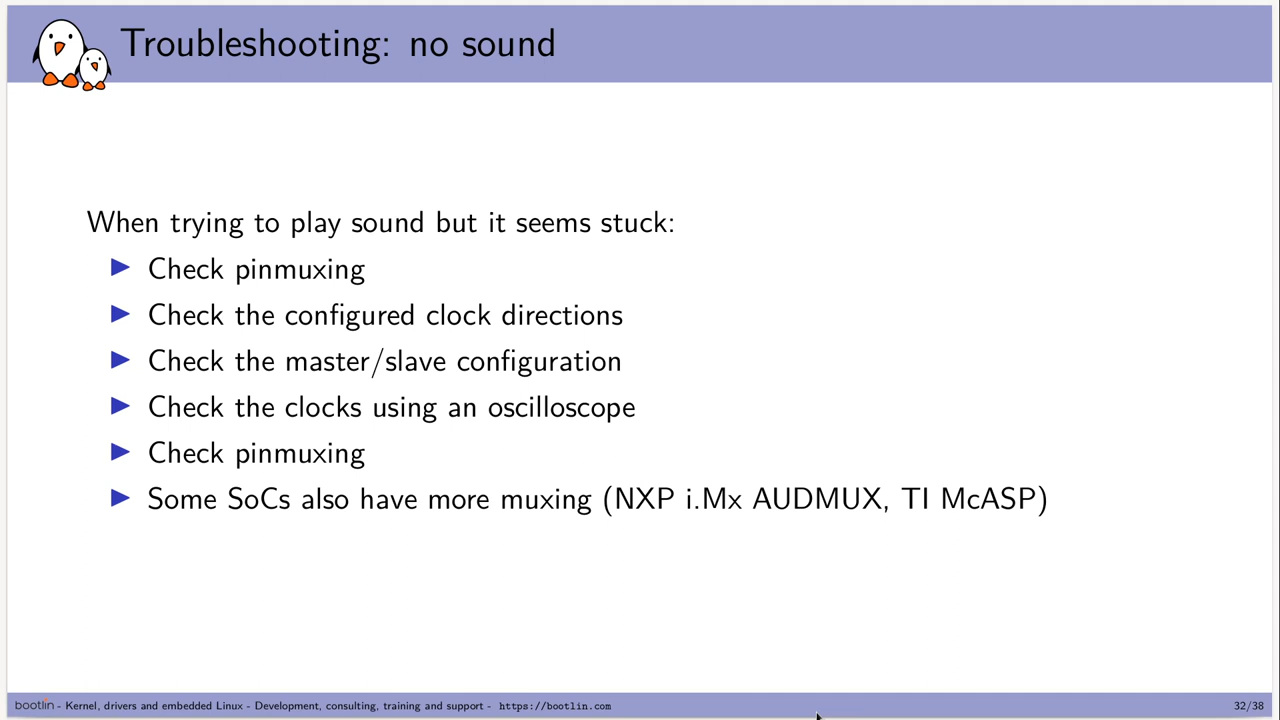 Troubleshooting: no sound
When trying to play sound but it seems stuck:
Check pinmuxing
Check the configured clock directions
Check the master/slave configuration
Check the clocks using an oscilloscope
Check pinmuxing
Some SoCs also have more muxing (NXP i.Mx AUDMUX, TI McASP)
bootlin - Kernel, drivers and embedded Linux - Development, consulting, training and support - https://bootlin.com 32/38